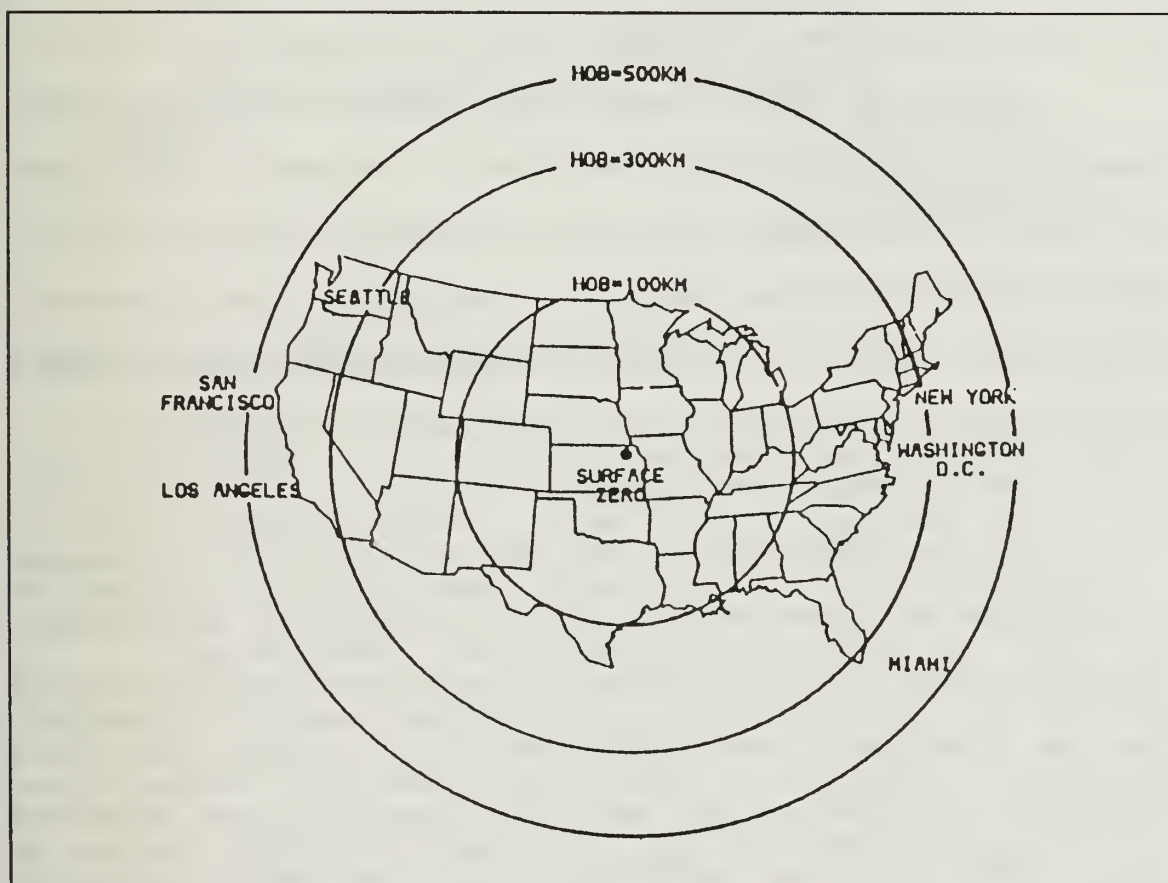 HOB=500KM
HOB=300KM
HOB=100KM
SEATTLE
SAN
FRANCISCO
NEW YORK
WASHINGTON
D.C.
SURFACE
ZERO
LOS ANGELES
MIAMI